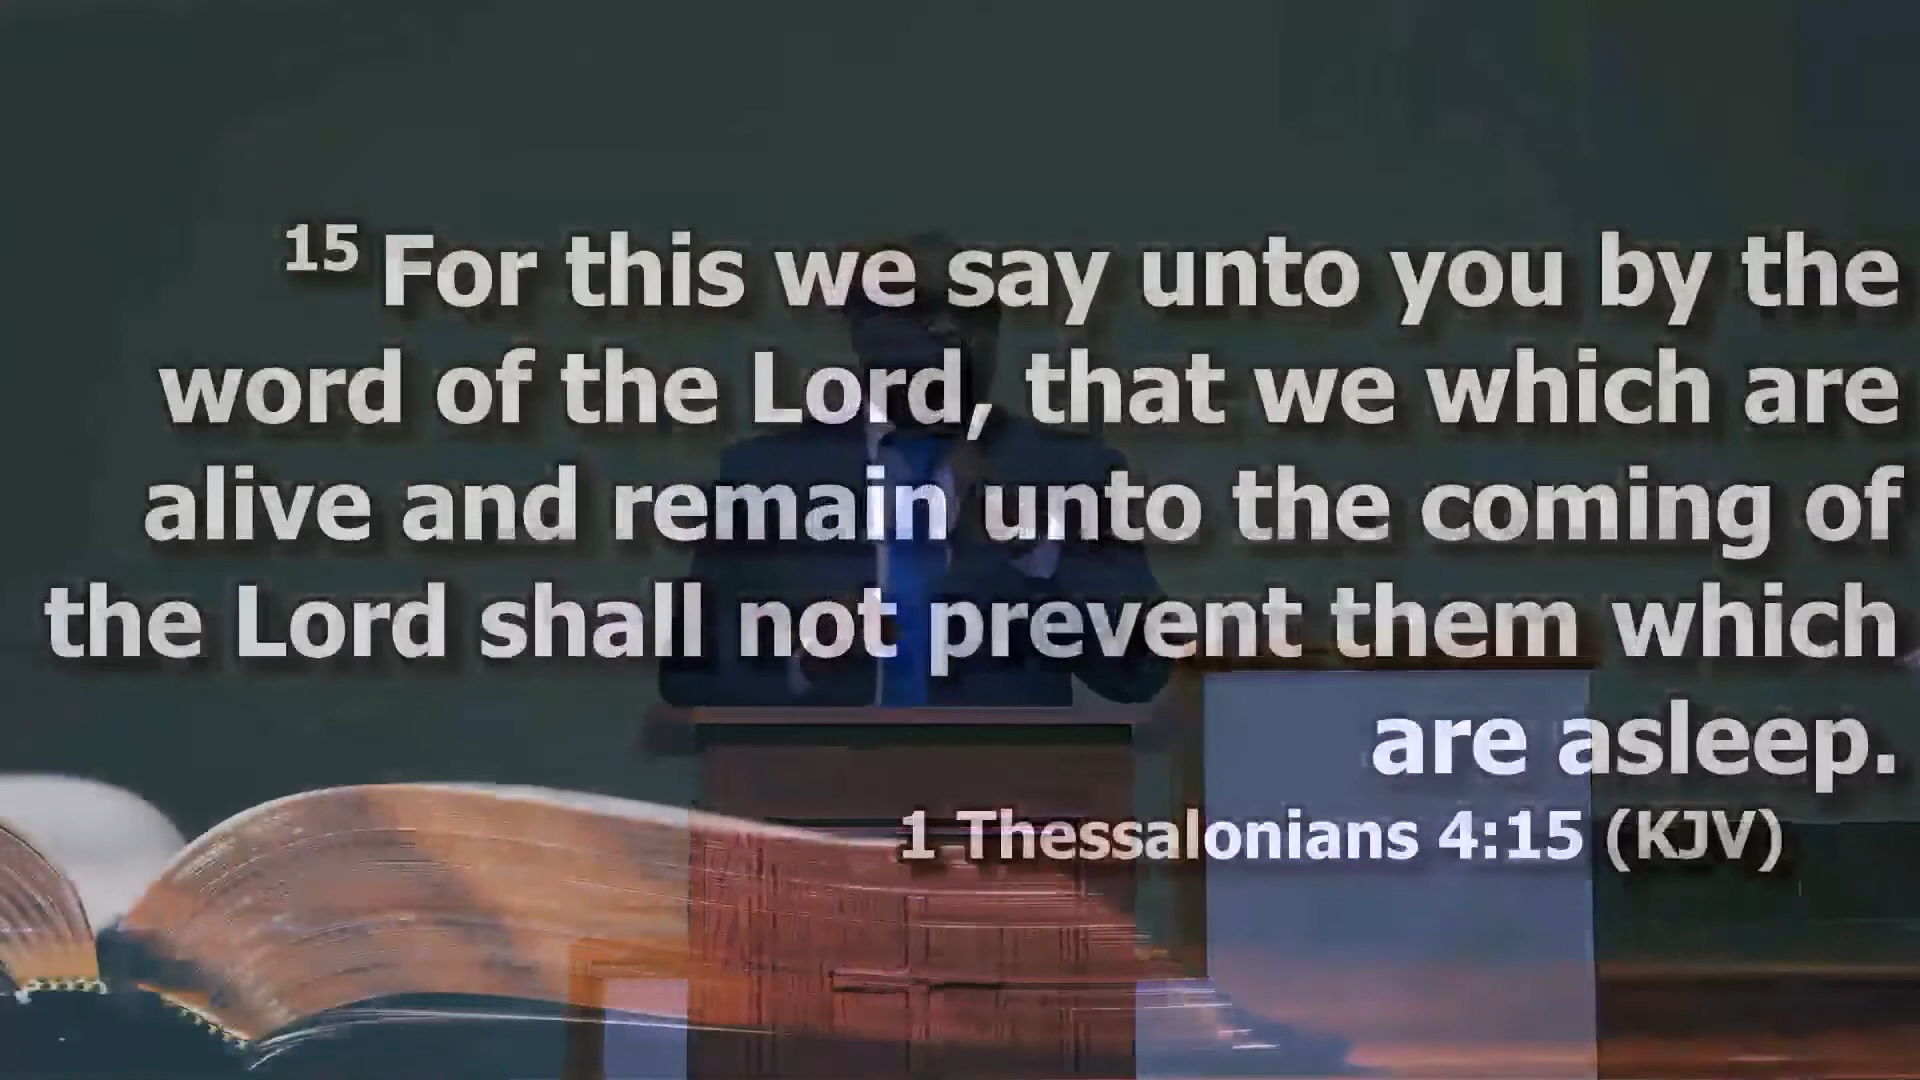 15 For this we say unto you by the
word of the Lord, that we which are
alive and remain unto the coming of
the Lord shall not prevent them which
are asleep.
1 Thessalonians 4:15 (KJV)